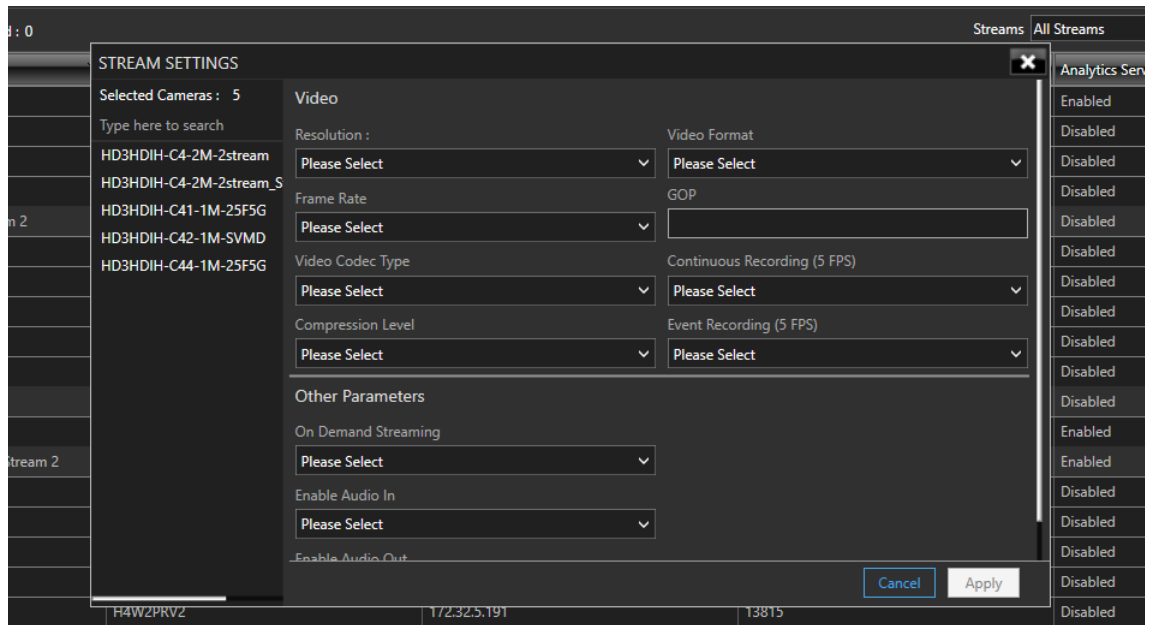 d : 0
Streams All Streams
STREAM SETTINGS
Analytics Serv
Selected Cameras : 5
Type here to search
HD3HDIH-C4-2M-2stream
HD3HDIH-C4-2M-2stream_S
HD3HDIH-C41-1M-25F5G
HD3HDIH-C42-1M-SVMD
HD3HDIH-C44-1M-25F5G
Video
Resolution :
Please Select
Video Format
Please Select
Frame Rate
Please Select
GOP
Video Codec Type
Please Select
Continuous Recording (5 FPS)
Please Select
Compression Level
Please Select
Event Recording (5 FPS)
Please Select
Other Parameters
On Demand Streaming
Please Select
Enable Audio In
Please Select
Enable Audio Out
Cancel
Apply
m 2
Stream 2
H4W2PRV2
172.32.5.191
13815
Enabled
Disabled
Disabled
Disabled
Disabled
Disabled
Disabled
Disabled
Disabled
Disabled
Disabled
Enabled
Enabled
Disabled
Disabled
Disabled
Disabled
Disabled